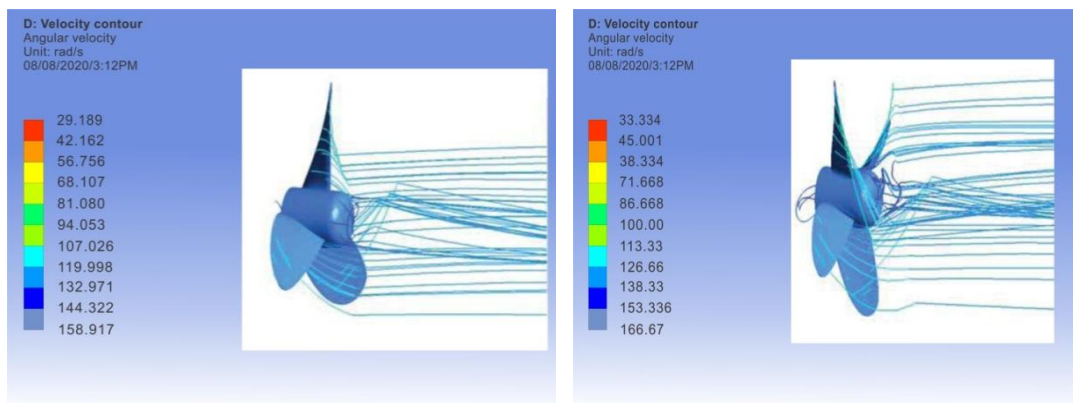 D: Velocity contour
Angular velocity
Unit: rad/s
08/08/2020/3:12PM
29.189
42.162
56.756
68.107
81.080
94.053
107.026
119.998
132.971
144.322
158.917
D: Velocity contour
Angular velocity
Unit: rad/s
08/08/2020/3:12PM
33.334
45.001
38.334
71.668
86.668
100.00
113.33
126.66
138.33
153.336
166.67